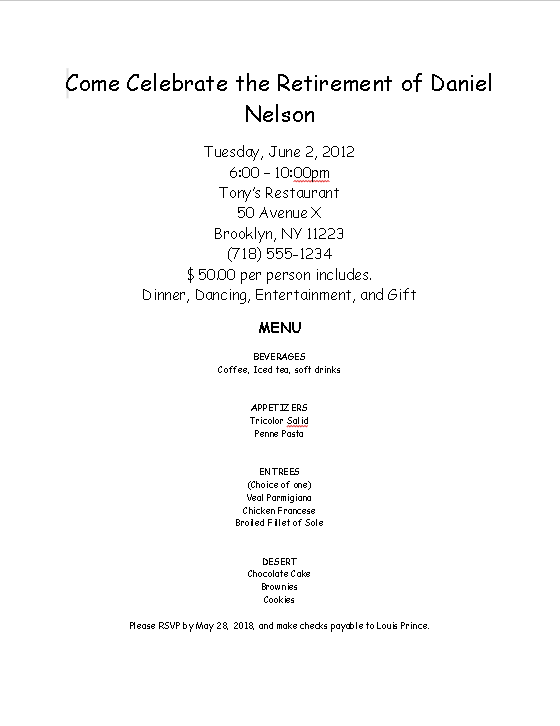 Come Celebrate the Retirement of Daniel
Nelson
Tuesday, June 2, 2012
6:00 – 10:00pm
Tony's Restaurant
50 Avenue X
Brooklyn, NY 11223
(718) 555-1234
$50.00 per person includes.
Dinner, Dancing, Entertainment, and Gift
MENU
BEVERAGES
Coffee, Iced tea, soft drinks
APPETIZERS
Tricolor Salid
Penne Pasta
ENTREES
(Choice of one)
Veal Parmigiana
Chicken Francese
Broiled Fillet of Sole
DESERT
Chocolate Cake
Brownies
Cookies
Please RSVP by May 28, 2018, and make checks payable to Louis Prince.